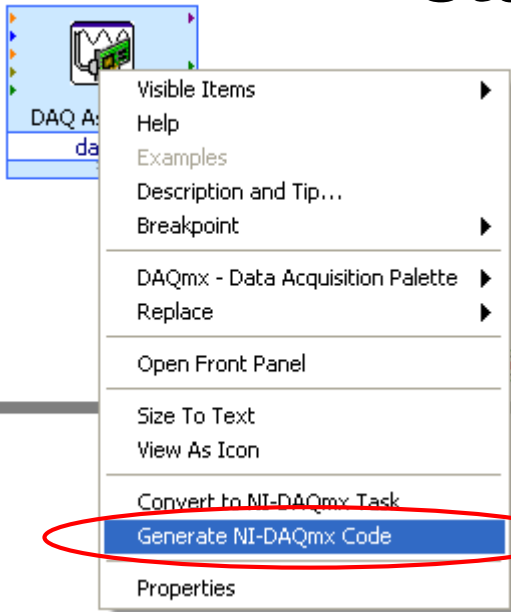 DAQ As
da
Visible Items
Help
Examples
Description and Tip...
Breakpoint
DAQmx - Data Acquisition Palette
Replace
Open Front Panel
Size To Text
View As Icon
Convert to NI-DAQmx Task
Generate NI-DAQmx Code
Properties